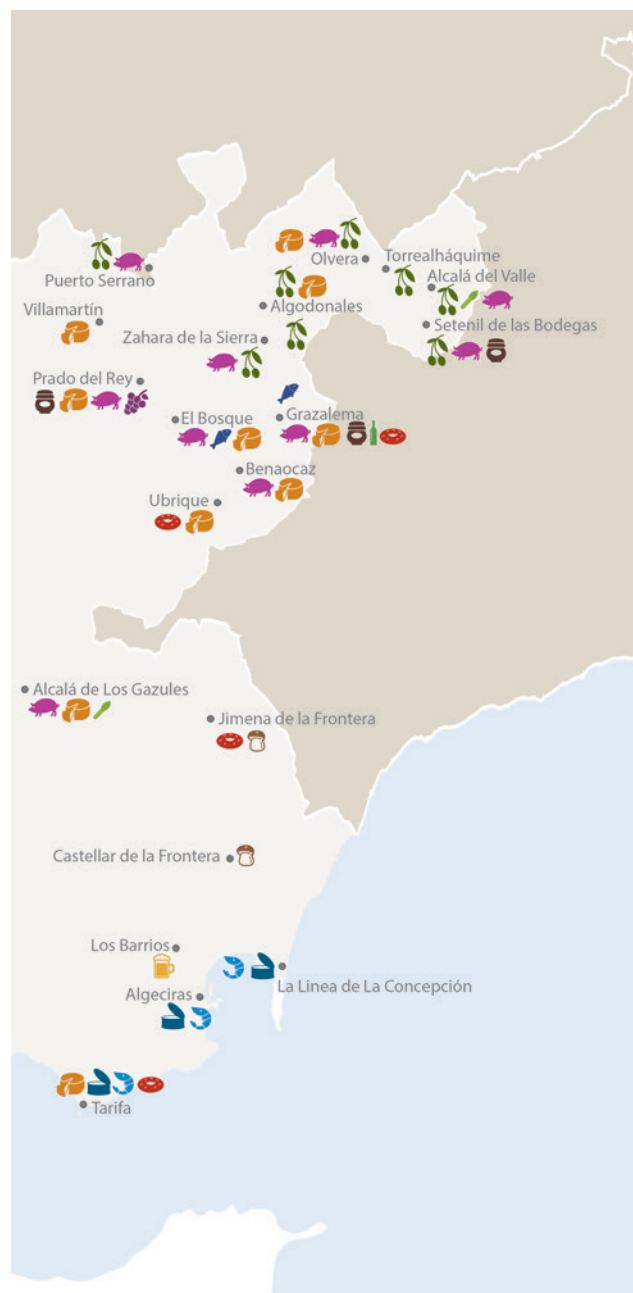 Olvera
Torrealháquime
Puerto Serrano
Alcalá del Valle
Algodonales
Villamartín
Setenil de las Bodegas
Zahara de la Sierra
Prado del Rey
El Bosque
Grazalema
Benaocaz
Ubrique
Alcalá de Los Gazules
Jimena de la Frontera
Castellar de la Frontera
Los Barrios
La Linea de La Concepción
Algeciras
Tarifa